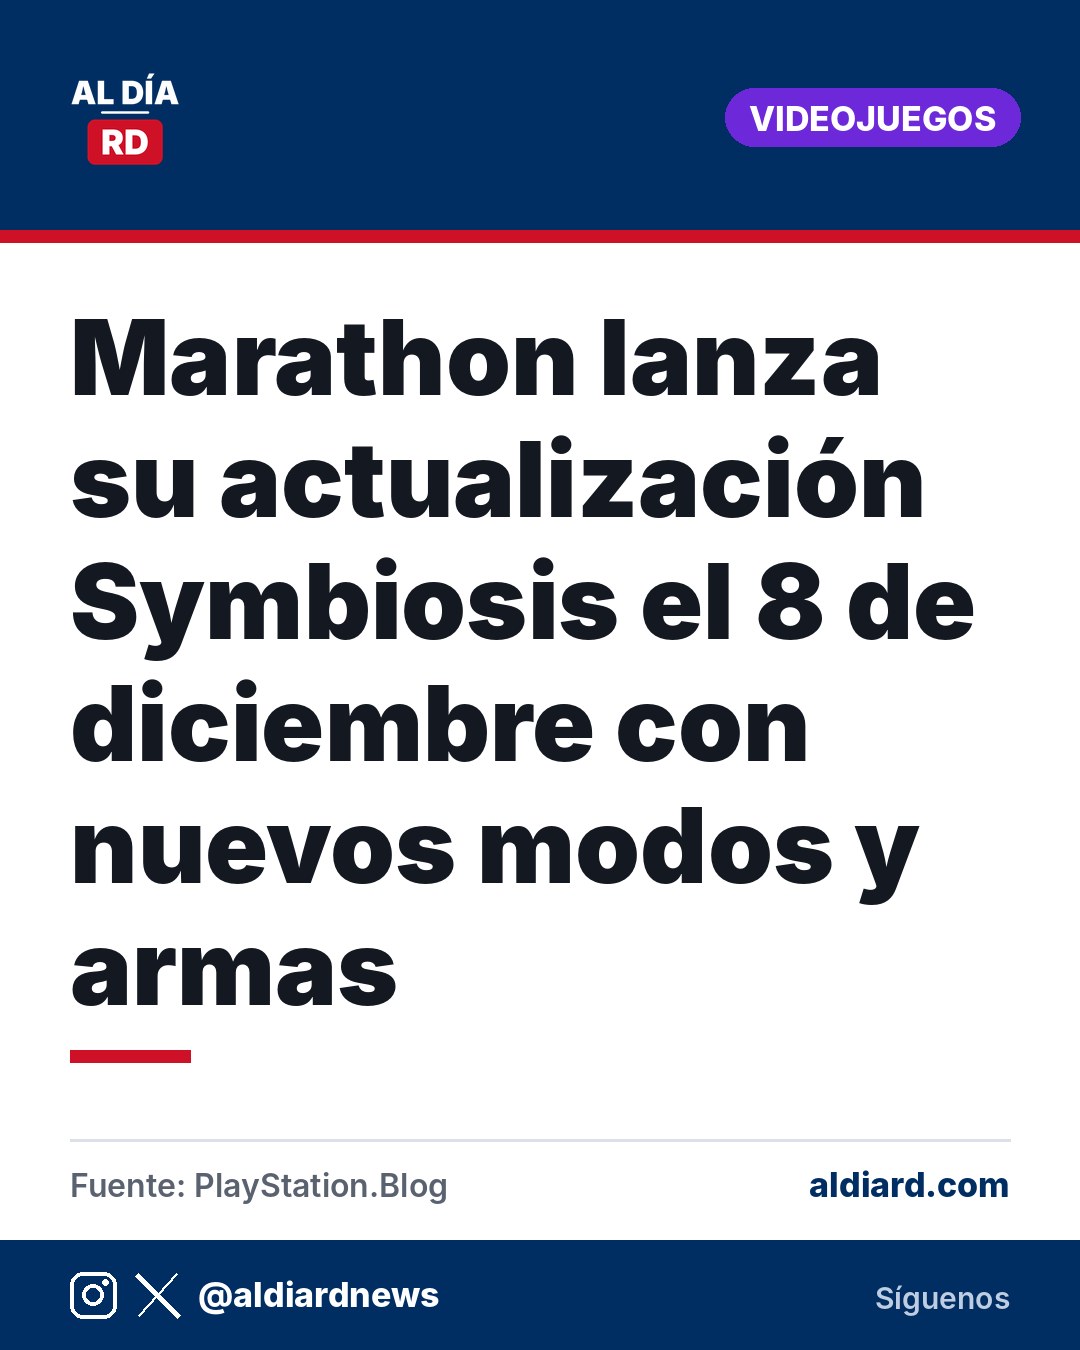 AL DÍA
RD
VIDEOJUEGOS
Marathon lanza
su actualización
Symbiosis el 8 de
diciembre con
nuevos modos y
armas
Fuente: PlayStation.Blog
aldiard.com
@aldiardnews
Síguenos